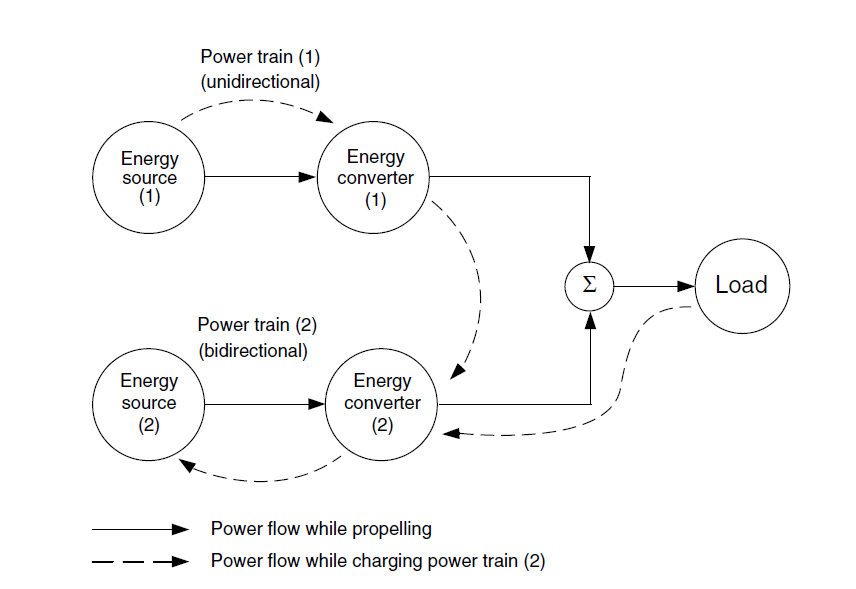 Power train (1)
(unidirectional)
Energy
source
(1)
Energy
converter
(1)
Σ
Load
Power train (2)
(bidirectional)
Energy
source
(2)
Energy
converter
(2)
Power flow while propelling
Power flow while charging power train (2)